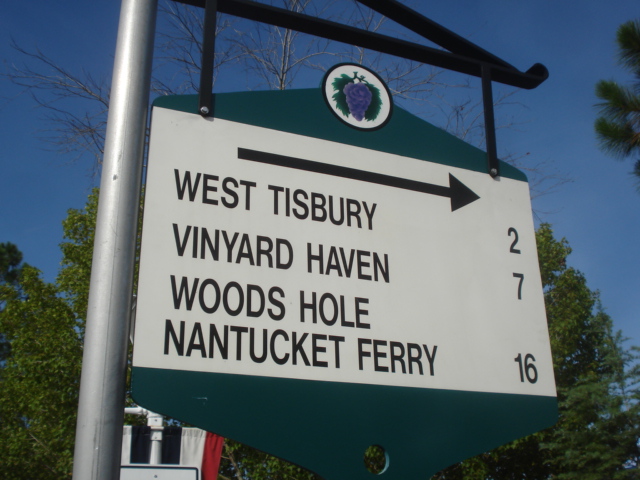 WEST TISBURY 2
VINYARD HAVEN 7
WOODS HOLE
NANTUCKET FERRY 16